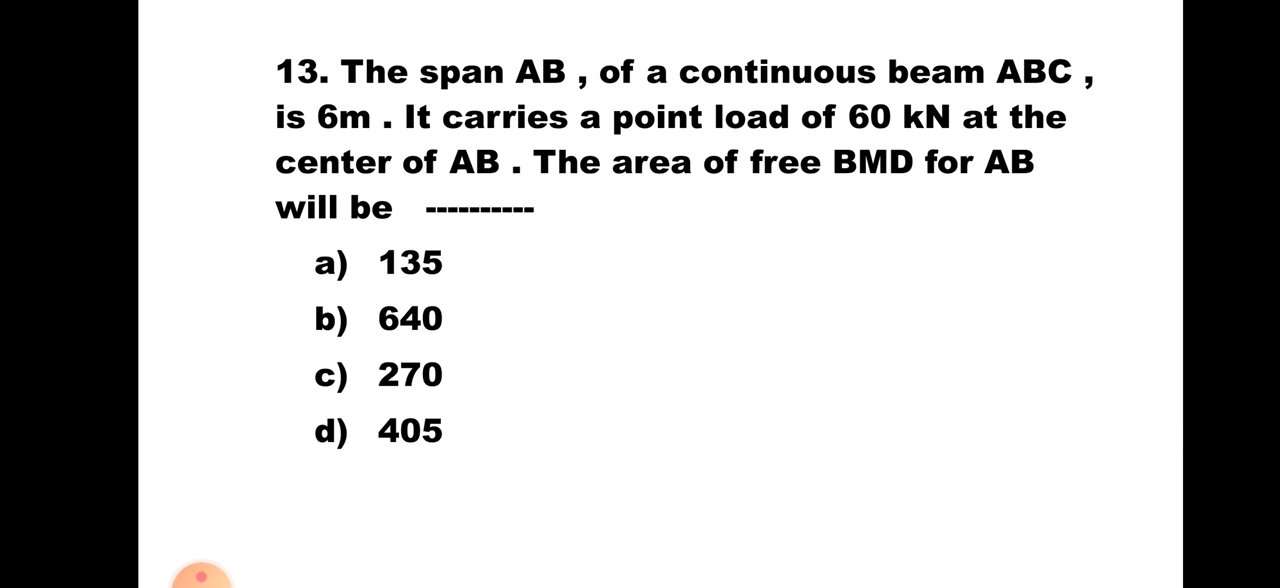 13. The span AB , of a continuous beam ABC ,
is 6m . It carries a point load of 60 kN at the
center of AB . The area of free BMD for AB
will be ----------
a) 135
b) 640
c) 270
d) 405